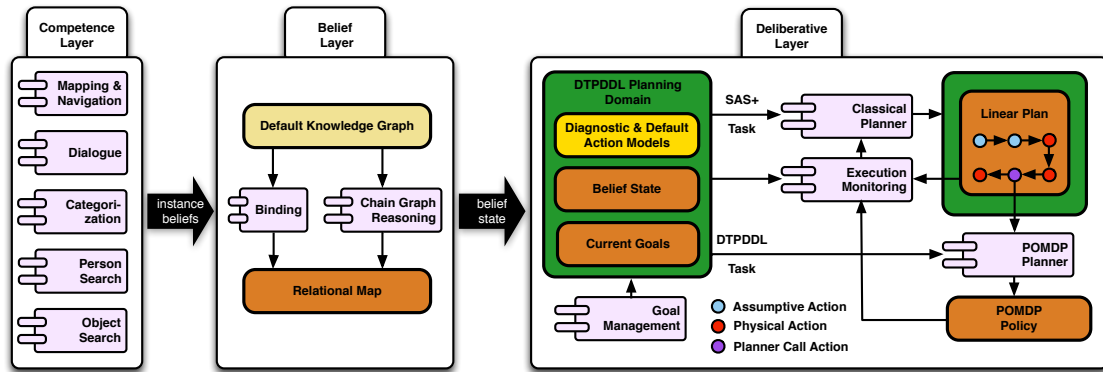 Competence
Layer
Mapping &
Navigation
Dialogue
Categori-
zation
Person
Search
Object
Search
instance
beliefs
Belief
Layer
Default Knowledge Graph
Binding
Chain Graph
Reasoning
Relational Map
belief
state
Deliberative
Layer
DTPDDL Planning
Domain
Diagnostic & Default
Action Models
Belief State
Current Goals
Goal
Management
SAS+
Task
DTPDDL
Task
Classical
Planner
Execution
Monitoring
Linear Plan
POMDP
Planner
POMDP
Policy
Assumptive Action
Physical Action
Planner Call Action